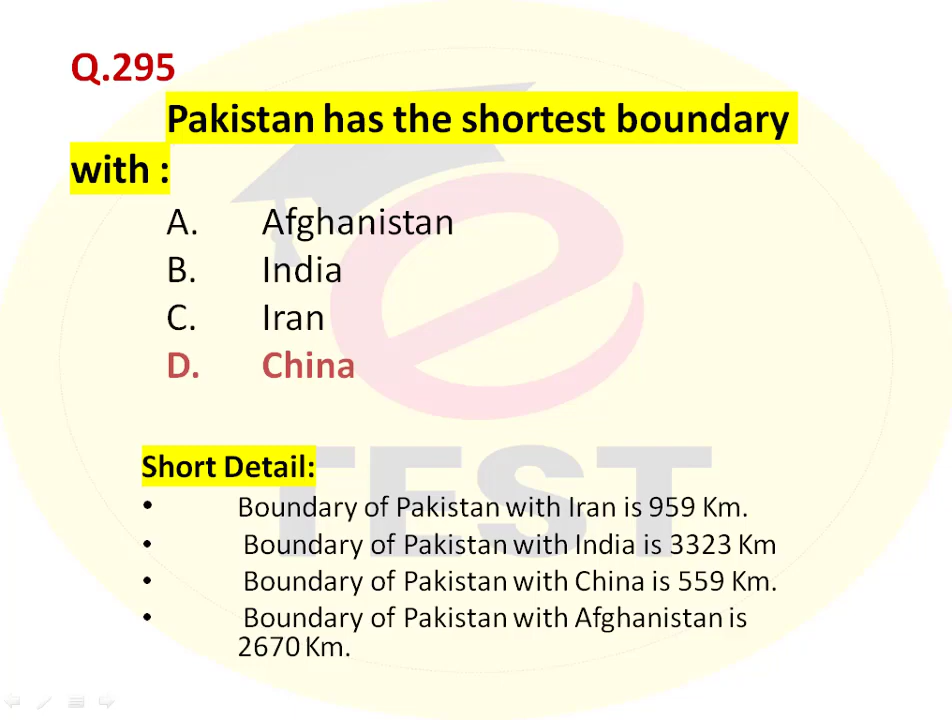 Q.295
Pakistan has the shortest boundary
with :
A. Afghanistan
B. India
C. Iran
D. China
Short Detail:
• Boundary of Pakistan with Iran is 959 Km.
• Boundary of Pakistan with India is 3323 Km
• Boundary of Pakistan with China is 559 Km.
• Boundary of Pakistan with Afghanistan is
2670 Km.
e
TEST